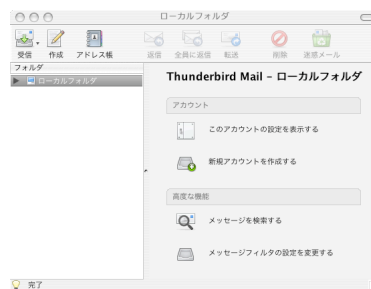 ローカルフォルダ
受信 作成 アドレス帳 返信 全員に返信 転送 削除 迷惑メール
フォルダ
ローカルフォルダ
Thunderbird Mail – ローカルフォルダ
アカウント
このアカウントの設定を表示する
新規アカウントを作成する
高度な機能
メッセージを検索する
メッセージフィルタの設定を変更する
完了